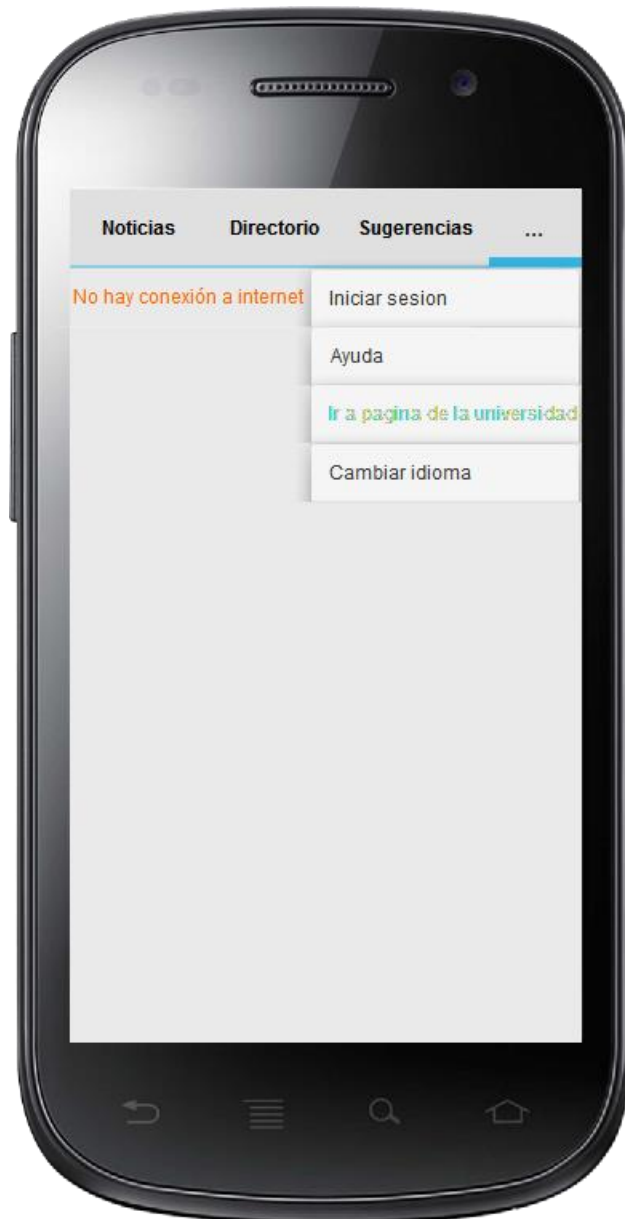 Noticias Directorio Sugerencias ...
No hay conexión a internet
Iniciar sesion
Ayuda
Ir a pagina de la universidad
Cambiar idioma